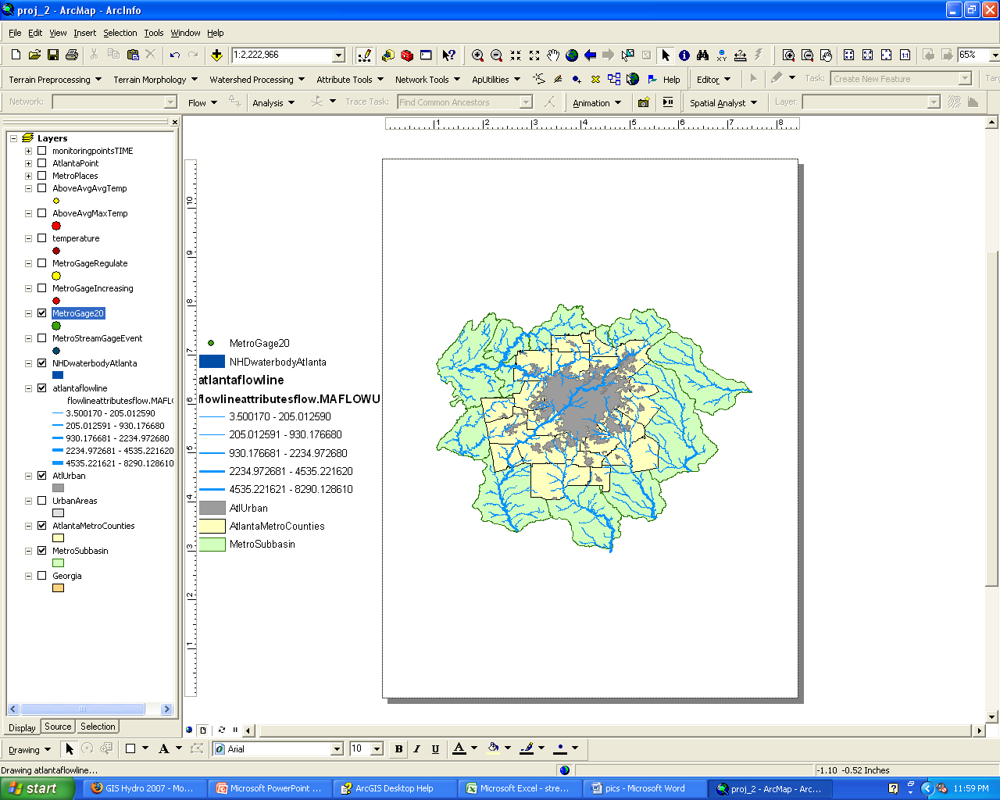 proj_2 - ArcMap - ArcInfo
File Edit View Insert Selection Tools Window Help
1:2,222,966
65%
Terrain Preprocessing Terrain Morphology Watershed Processing Attribute Tools Network Tools ApUtilities Help Editor Task: Create New Feature Targ
Network: Flow Analysis Trace Task: Find Common Ancestors Animation Spatial Analyst Layer:
Layers
monitoringpointsTIME
AtlantaPoint
MetroPlaces
AboveAvgAvgTemp
AboveAvgMaxTemp
temperature
MetroGageRegulate
MetroGageIncreasing
MetroGage20
MetroStreamGageEvent
NHDwaterbodyAtlanta
atlantaflowline
flowlineattributesflow.MAFL
3.500170 - 205.012590
205.012591 - 930.176680
930.176681 - 2234.972680
2234.972681 - 4535.221620
4535.221621 - 8290.128610
AtlUrban
UrbanAreas
AtlantaMetroCounties
MetroSubbasin
Georgia
Display Source Selection
1 2 3 4 5 6 7 8
10
9
8
7
6
5
4
3
2
1
MetroGage20
NHDwaterbodyAtlanta
atlantaflowline
flowlineattributesflow.MAFLOWU
3.500170 - 205.012590
205.012591 - 930.176680
930.176681 - 2234.972680
2234.972681 - 4535.221620
4535.221621 - 8290.128610
AtlUrban
AtlantaMetroCounties
MetroSubbasin
Drawing Arial 10 B I U A
Drawing atlantaflowline...
-1.10 -0.52 Inches
start GIS Hydro 2007 - Mo... Microsoft PowerPoint ... ArcGIS Desktop Help Microsoft Excel - stre... pics - Microsoft Word proj_2 - ArcMap - Arc... 11:59 PM